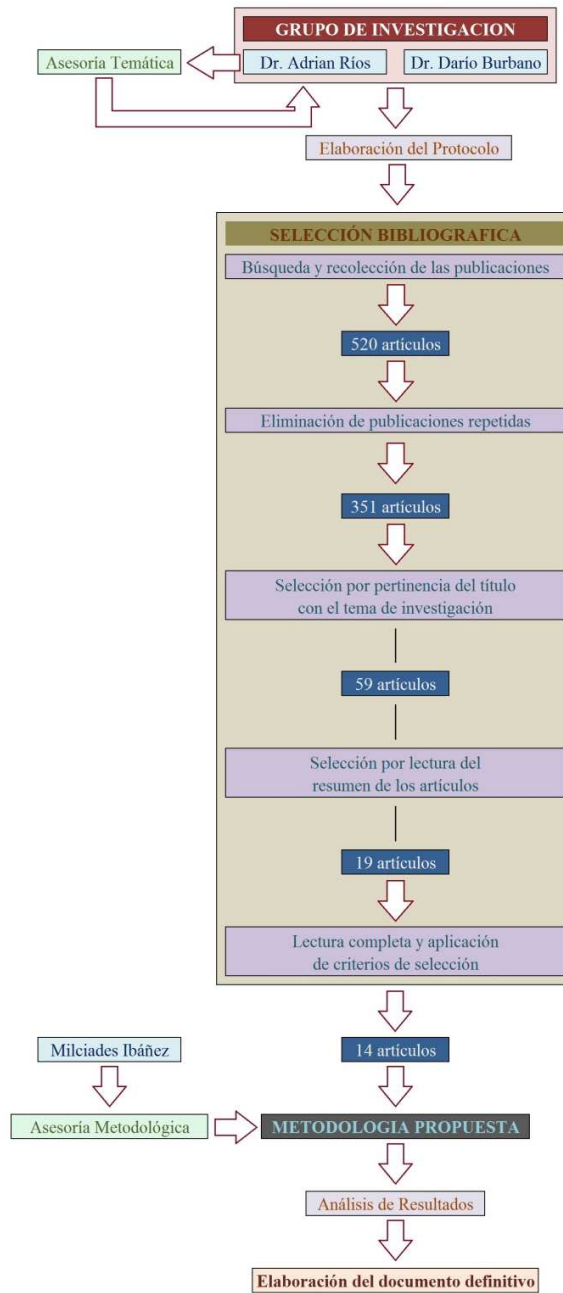 GRUPO DE INVESTIGACION
Asesoría Temática
Dr. Adrian Ríos
Dr. Darío Burbano
Elaboración del Protocolo
SELECCIÓN BIBLIOGRAFICA
Búsqueda y recolección de las publicaciones
520 artículos
Eliminación de publicaciones repetidas
351 artículos
Selección por pertinencia del título
con el tema de investigación
59 artículos
Selección por lectura del
resumen de los artículos
19 artículos
Lectura completa y aplicación
de criterios de selección
Milciades Ibáñez
14 artículos
Asesoría Metodológica
METODOLOGIA PROPUESTA
Análisis de Resultados
Elaboración del documento definitivo